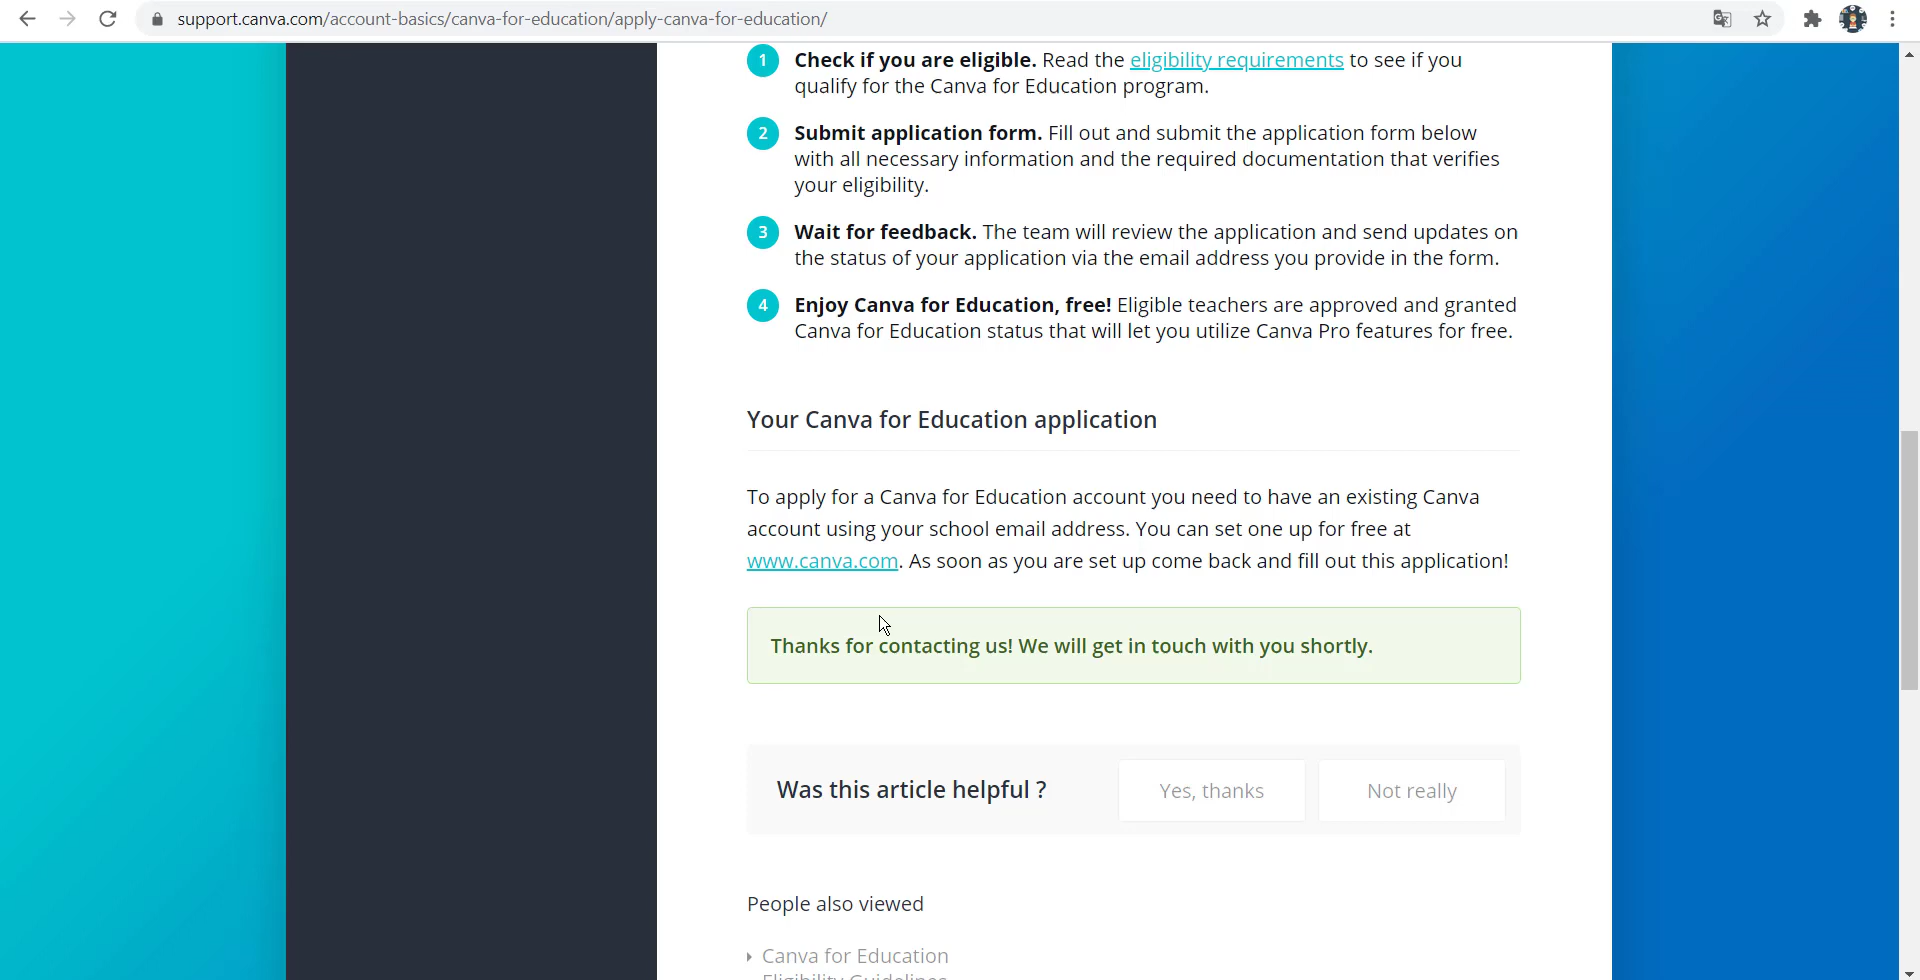 support.canva.com/account-basics/canva-for-education/apply-canva-for-education/
1 Check if you are eligible. Read the eligibility requirements to see if you
qualify for the Canva for Education program.
2 Submit application form. Fill out and submit the application form below
with all necessary information and the required documentation that verifies
your eligibility.
3 Wait for feedback. The team will review the application and send updates on
the status of your application via the email address you provide in the form.
4 Enjoy Canva for Education, free! Eligible teachers are approved and granted
Canva for Education status that will let you utilize Canva Pro features for free.
Your Canva for Education application
To apply for a Canva for Education account you need to have an existing Canva
account using your school email address. You can set one up for free at
www.canva.com. As soon as you are set up come back and fill out this application!
Thanks for contacting us! We will get in touch with you shortly.
Was this article helpful ?
Yes, thanks
Not really
People also viewed
Canva for Education
Eligibility Guidelines